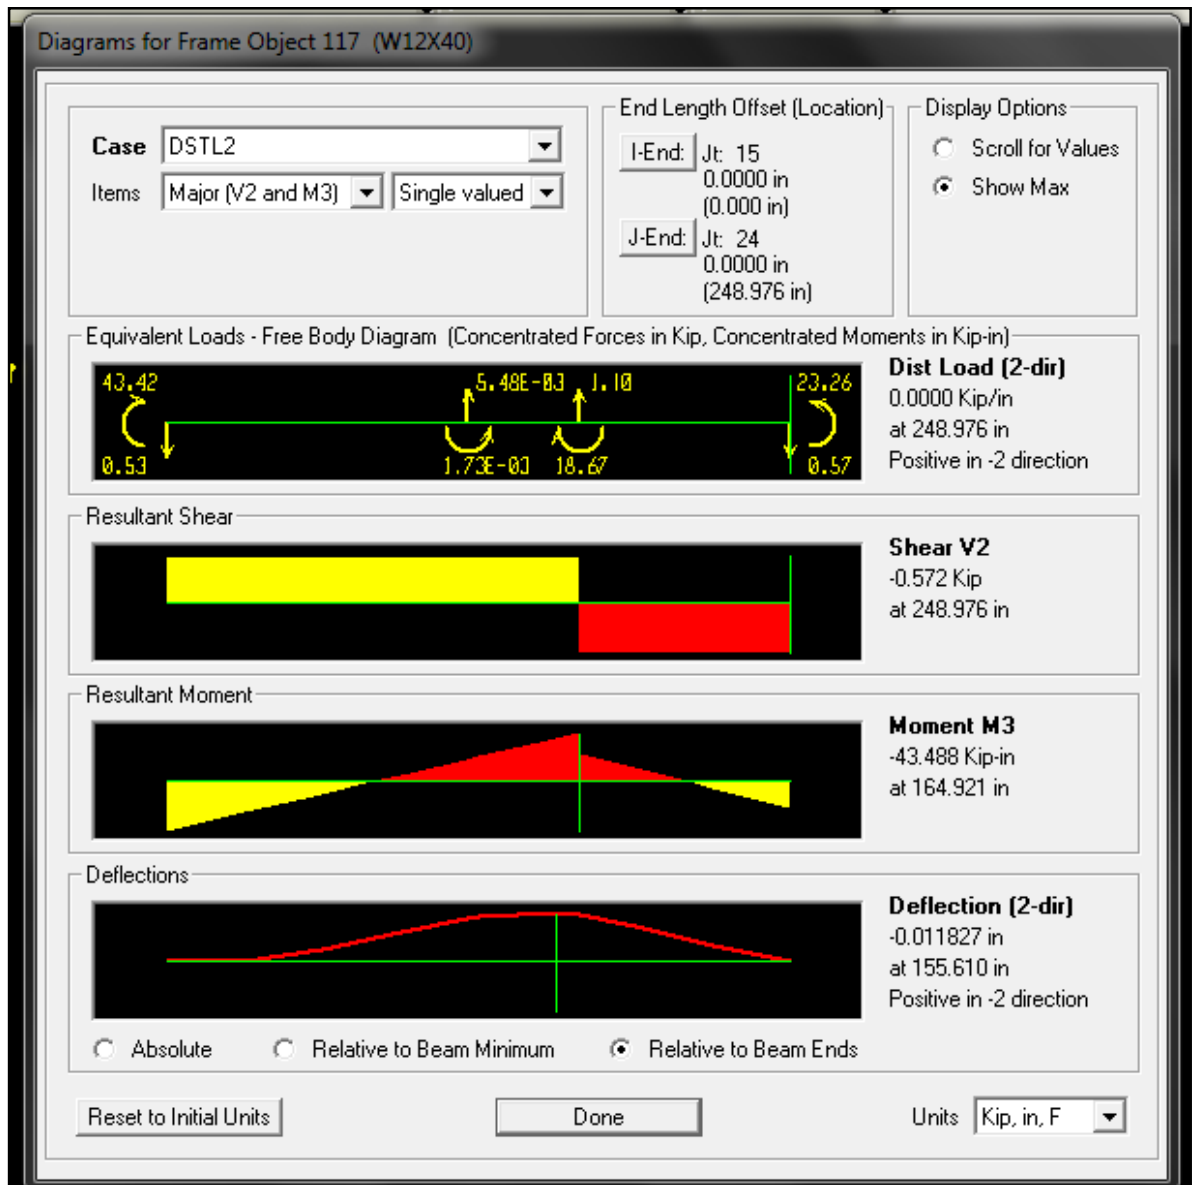 Diagrams for Frame Object 117 (W12X40)
Case DSTL2
Items Major (V2 and M3) Single valued
End Length Offset (Location)
I-End: Jt: 15
0.0000 in
(0.000 in)
J-End: Jt: 24
0.0000 in
(248.976 in)
Display Options
Scroll for Values
Show Max
Equivalent Loads - Free Body Diagram (Concentrated Forces in Kip, Concentrated Moments in Kip-in)
43.42 5.48E-03 1.10 23.26
0.53 1.73E-03 18.67 0.57
Dist Load (2-dir)
0.0000 Kip/in
at 248.976 in
Positive in -2 direction
Resultant Shear
Shear V2
-0.572 Kip
at 248.976 in
Resultant Moment
Moment M3
-43.488 Kip-in
at 164.921 in
Deflections
Deflection (2-dir)
-0.011827 in
at 155.610 in
Positive in -2 direction
Absolute Relative to Beam Minimum Relative to Beam Ends
Reset to Initial Units Done Units Kip, in, F